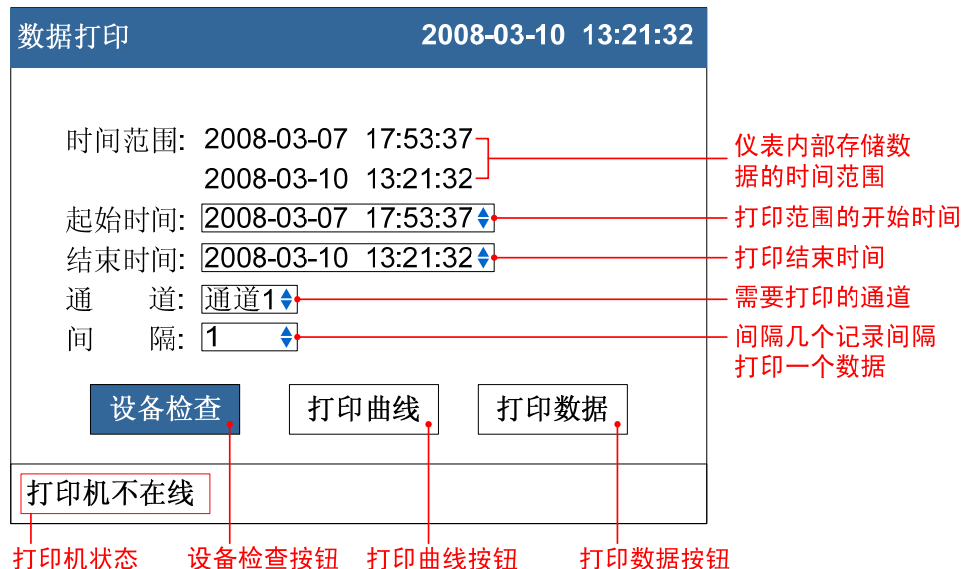 数据打印 2008-03-10 13:21:32
时间范围: 2008-03-07 17:53:37
2008-03-10 13:21:32
仪表内部存储数
据的时间范围
起始时间: 2008-03-07 17:53:37
打印范围的开始时间
结束时间: 2008-03-10 13:21:32
打印结束时间
通 道: 通道1
需要打印的通道
间 隔: 1
间隔几个记录间隔
打印一个数据
设备检查 打印曲线 打印数据
打印机不在线
打印机状态 设备检查按钮 打印曲线按钮 打印数据按钮